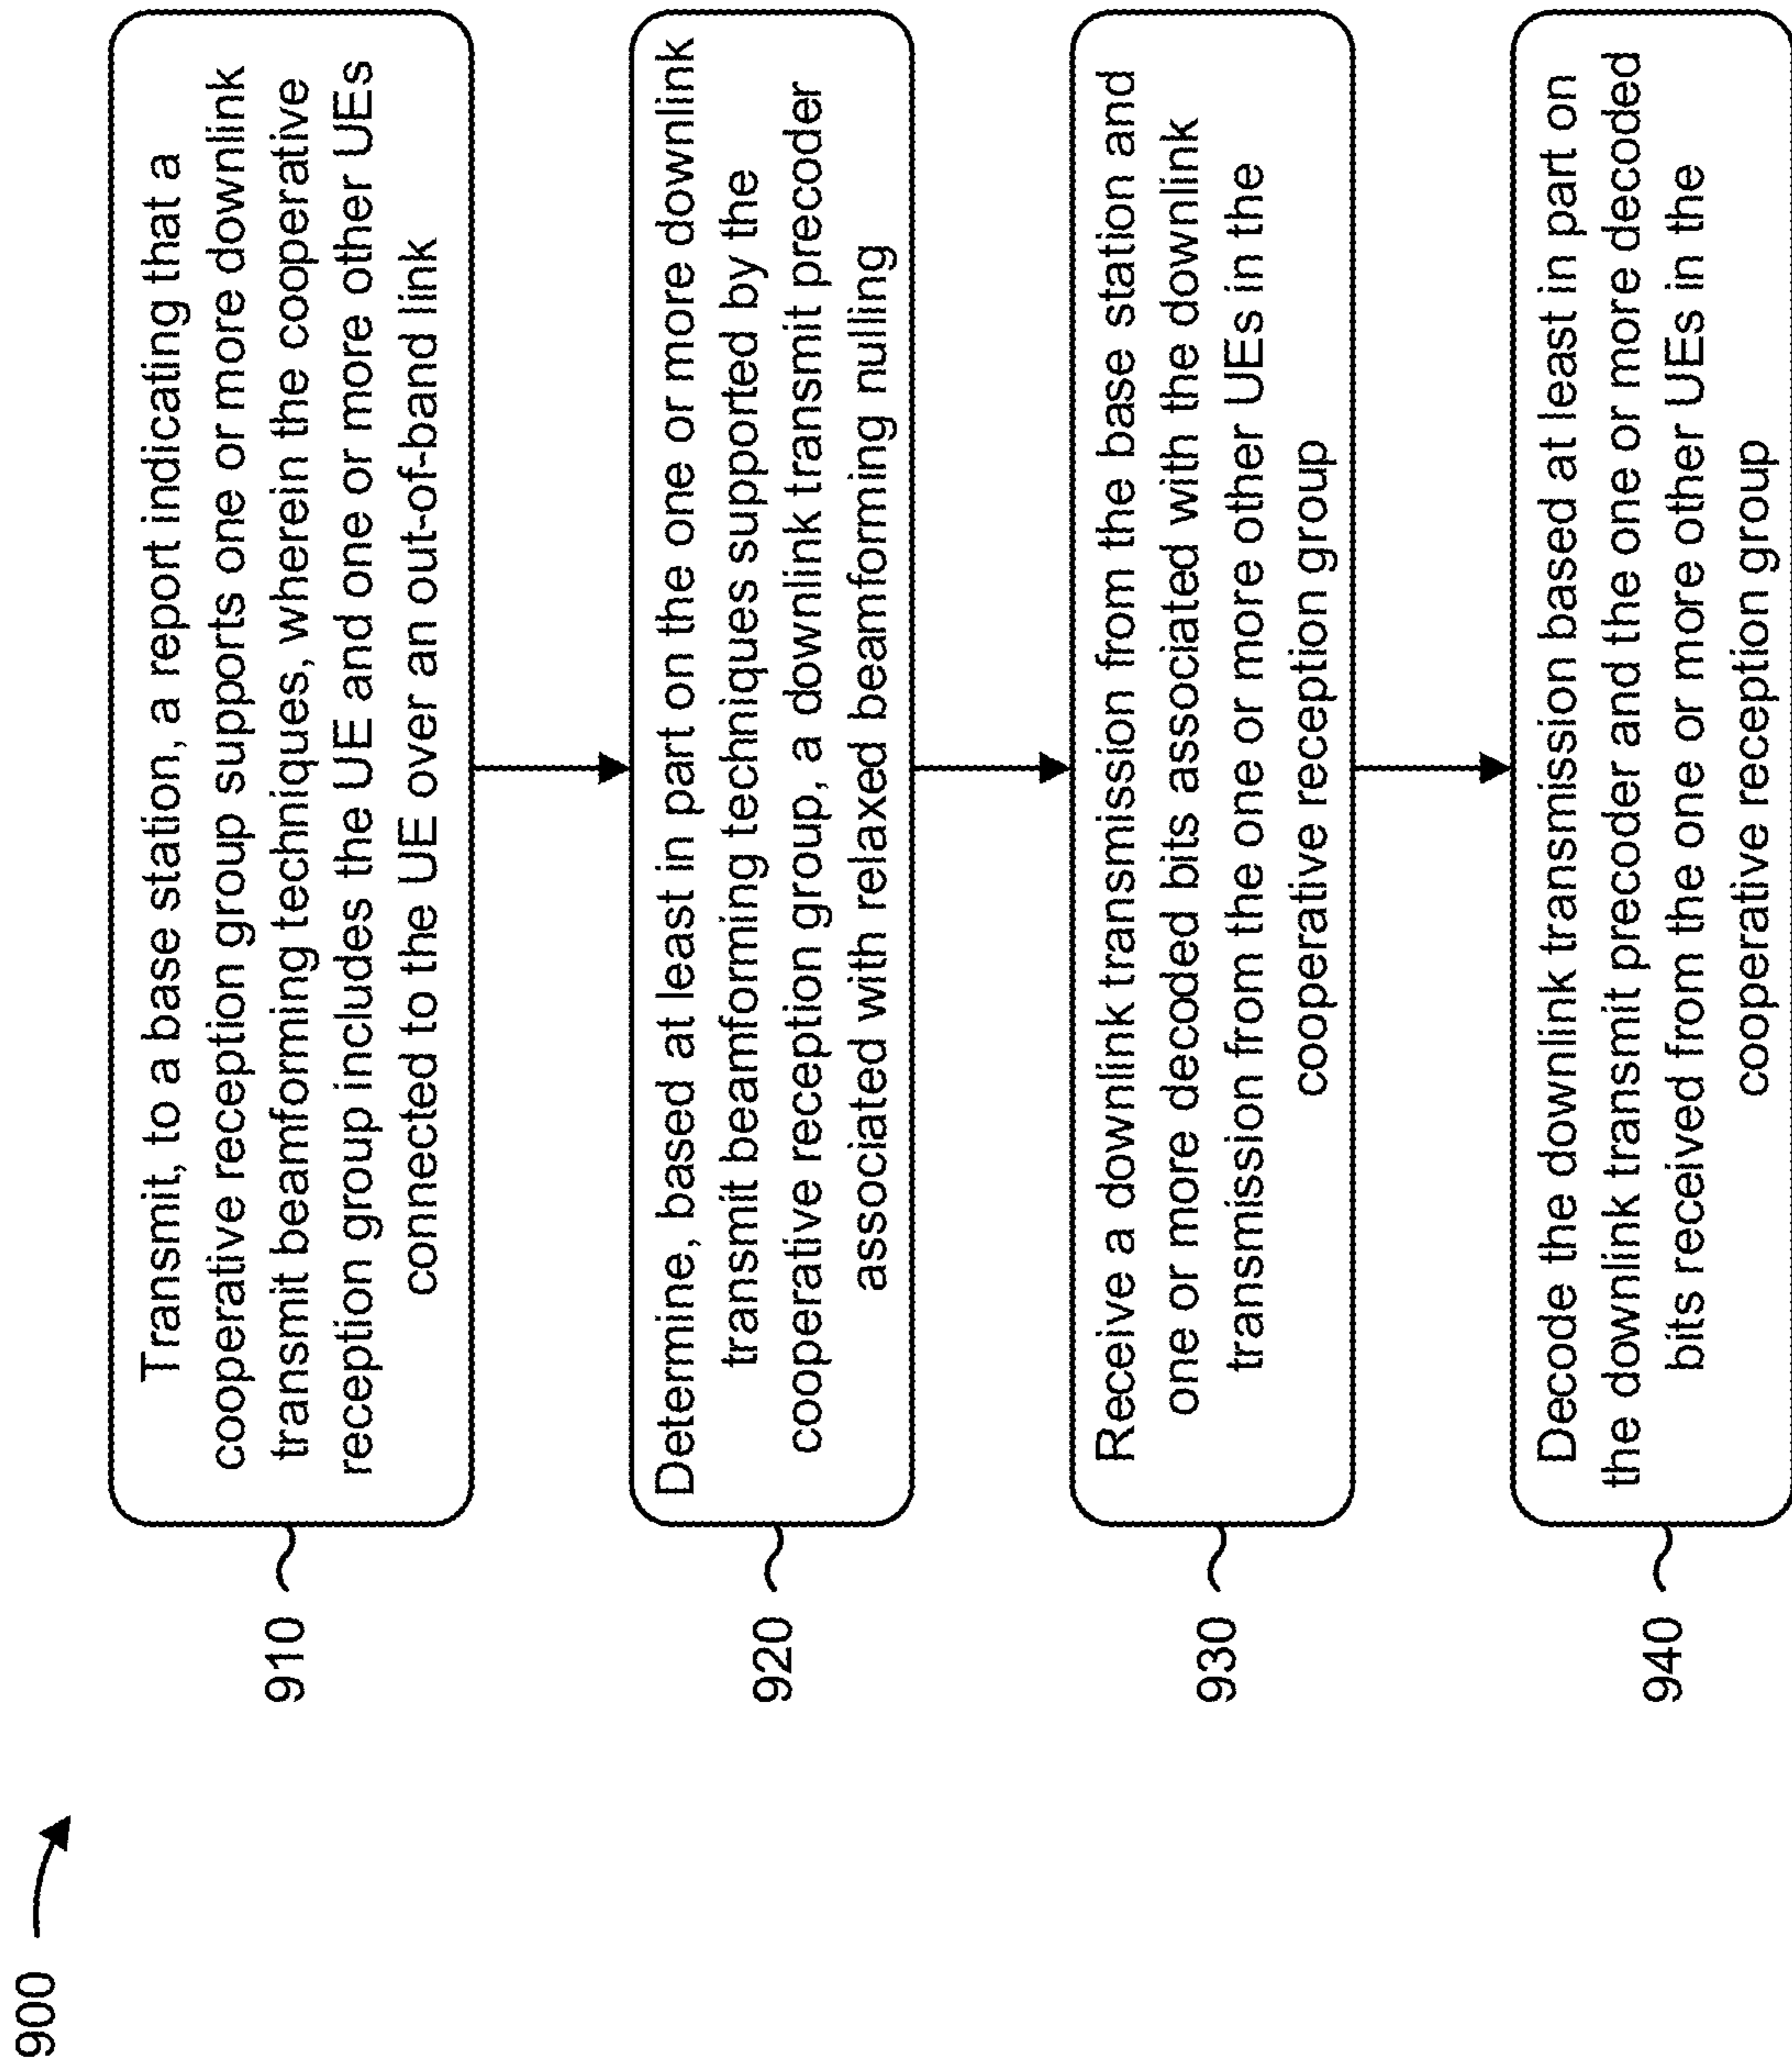 900
910
Transmit, to a base station, a report indicating that a
cooperative reception group supports one or more downlink
transmit beamforming techniques, wherein the cooperative
reception group includes the UE and one or more other UEs
connected to the UE over an out-of-band link
920
Determine, based at least in part on the one or more downlink
transmit beamforming techniques supported by the
cooperative reception group, a downlink transmit precoder
associated with relaxed beamforming nulling
930
Receive a downlink transmission from the base station and
one or more decoded bits associated with the downlink
transmission from the one or more other UEs in the
cooperative reception group
940
Decode the downlink transmission based at least in part on
the downlink transmit precoder and the one or more decoded
bits received from the one or more other UEs in the
cooperative reception group